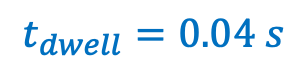 t_dwell = 0.04 s